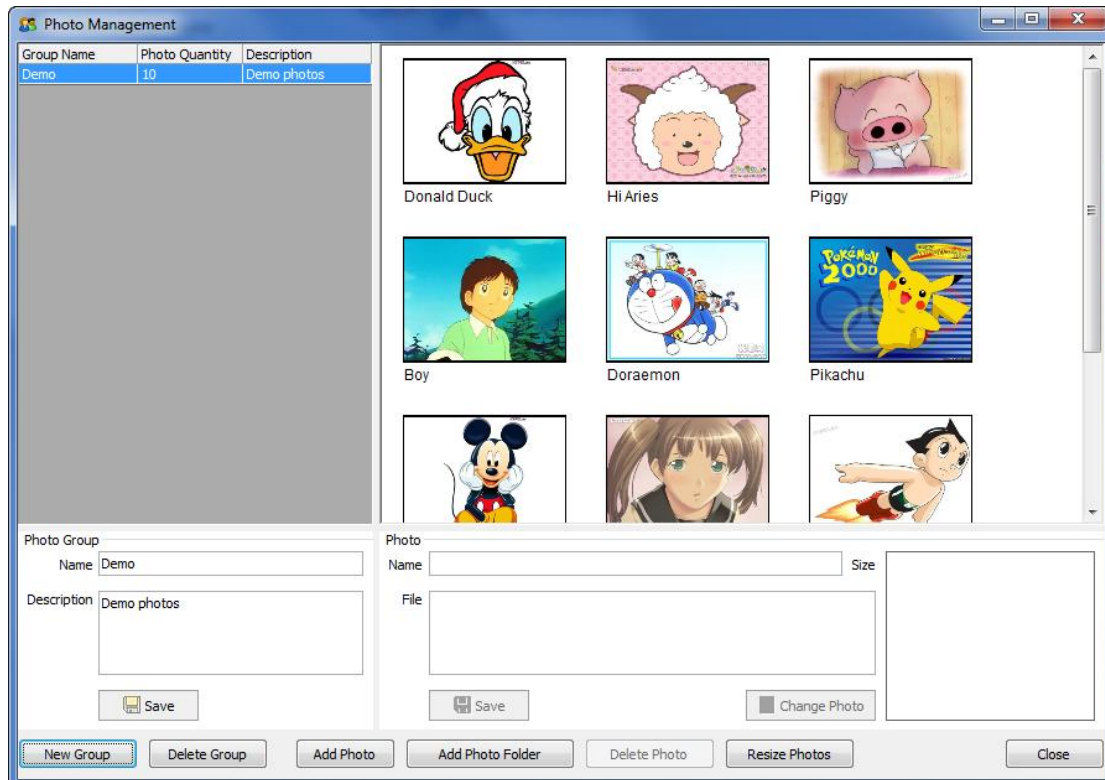 Photo Management
Group Name Photo Quantity Description
Demo 10 Demo photos
Donald Duck Hi Aries Piggy
POKéMON
2000
Boy Doraemon Pikachu
Photo Group
Name Demo
Description Demo photos
Save
Photo
Name Size
File
Save Change Photo
New Group Delete Group Add Photo Add Photo Folder Delete Photo Resize Photos Close